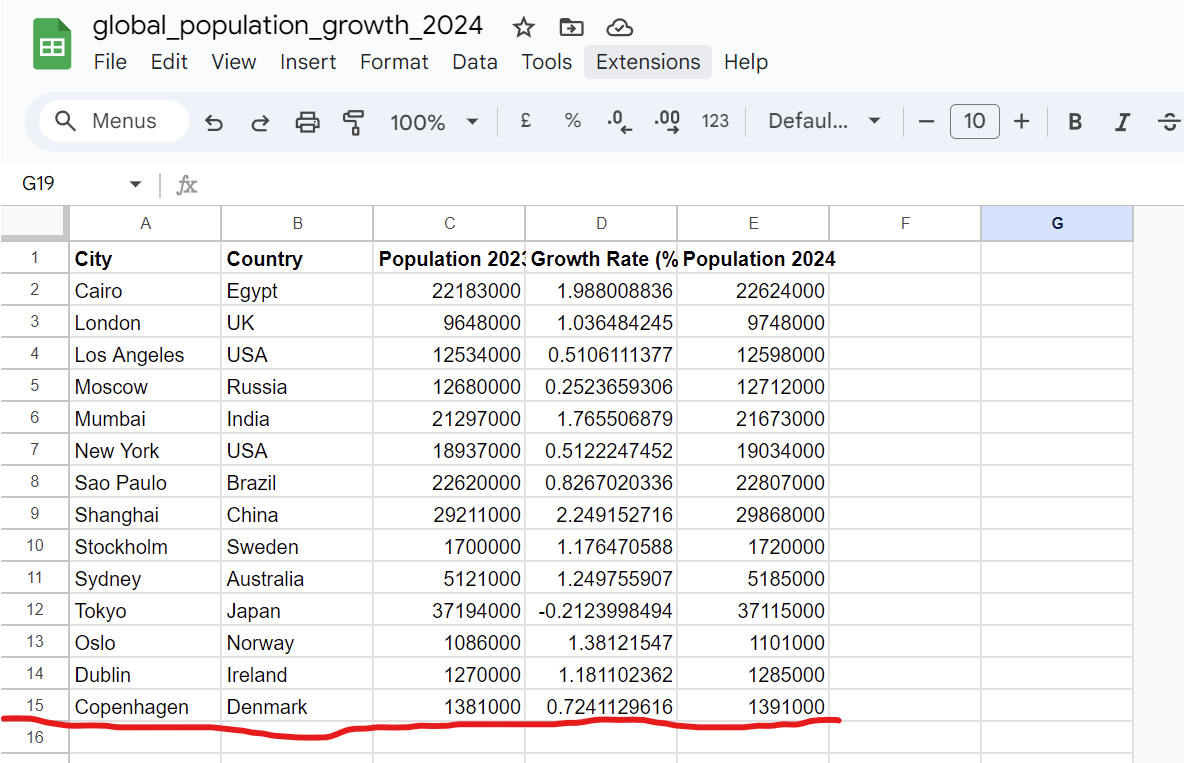 global_population_growth_2024
File Edit View Insert Format Data Tools Extensions Help
Menus 100% £ % .0 .00 123 Defaul... 10 B I S
G19 fx
A B C D E F G
1 City Country Population 2023 Growth Rate (% Population 2024
2 Cairo Egypt 22183000 1.988008836 22624000
3 London UK 9648000 1.036484245 9748000
4 Los Angeles USA 12534000 0.5106111377 12598000
5 Moscow Russia 12680000 0.2523659306 12712000
6 Mumbai India 21297000 1.765506879 21673000
7 New York USA 18937000 0.5122247452 19034000
8 Sao Paulo Brazil 22620000 0.8267020336 22807000
9 Shanghai China 29211000 2.249152716 29868000
10 Stockholm Sweden 1700000 1.176470588 1720000
11 Sydney Australia 5121000 1.249755907 5185000
12 Tokyo Japan 37194000 -0.2123998494 37115000
13 Oslo Norway 1086000 1.38121547 1101000
14 Dublin Ireland 1270000 1.181102362 1285000
15 Copenhagen Denmark 1381000 0.7241129616 1391000
16